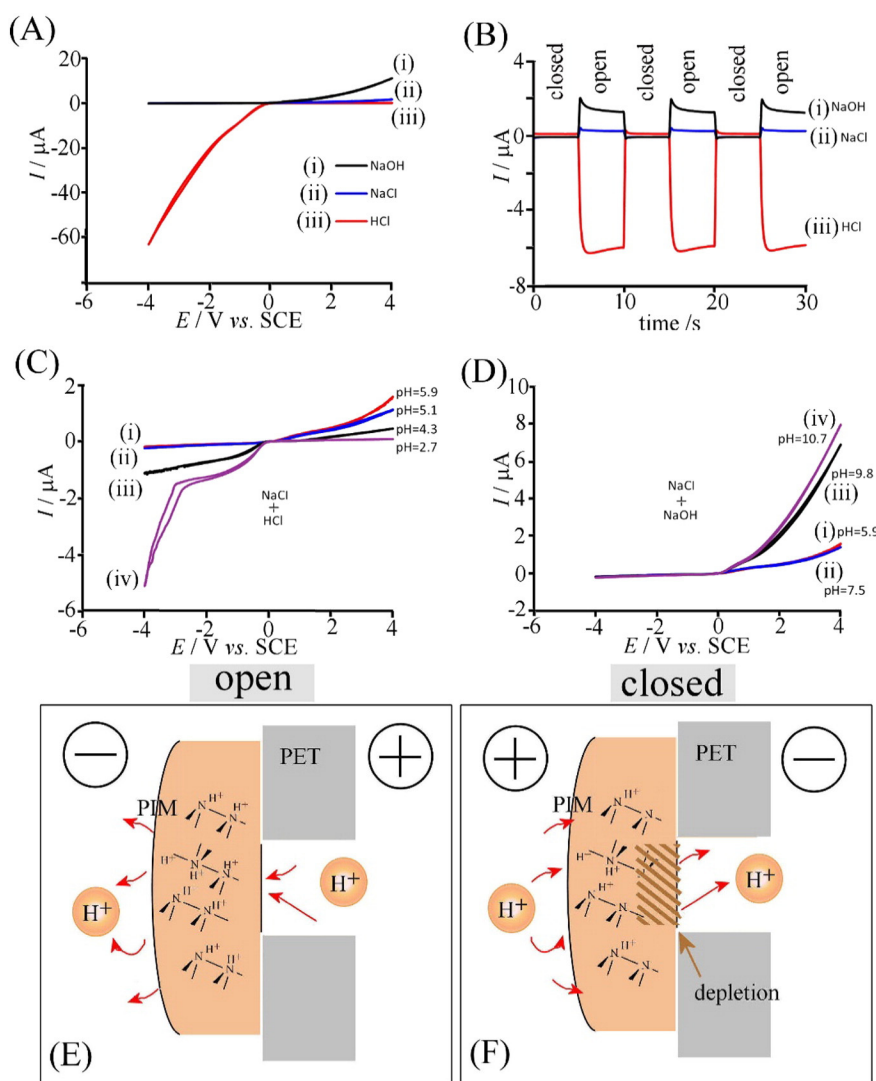 (A)
20
0
-20
-40
-60
I / μA
(i)
(ii)
(iii)
(i) NaOH
(ii) NaCl
(iii) HCl
-6 -4 -2 0 2 4
E / V vs. SCE
(B)
closed open closed open closed open
4
2
0
-2
-4
-6
-8
I / μA
(i) NaOH
(ii) NaCl
(iii) HCl
0 10 20 30
time /s
(C)
2
0
-2
-4
-6
I / μA
(i)
(ii)
(iii)
(iv)
pH=5.9
pH=5.1
pH=4.3
pH=2.7
NaCl
+
HCl
-6 -4 -2 0 2 4
E / V vs. SCE
(D)
10
8
6
4
2
0
-2
I / μA
(iv)
pH=10.7
pH=9.8
(iii)
(i) pH=5.9
(ii)
pH=7.5
NaCl
+
NaOH
-6 -4 -2 0 2 4
E / V vs. SCE
open
PET
PIM
H⁺
H⁺
(E)
closed
PET
PIM
H⁺
H⁺
depletion
(F)